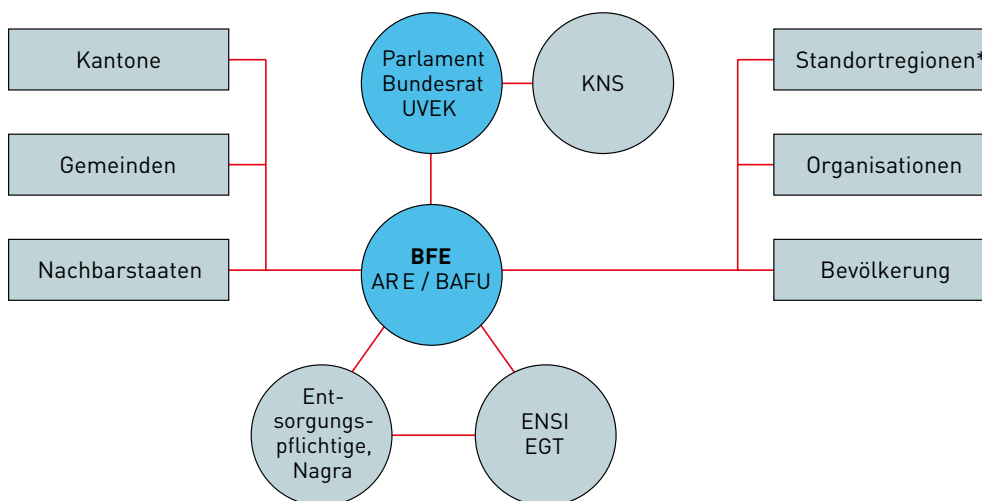 Kantone
Parlament
Bundesrat
UVEK
KNS
Standortregionen*
Gemeinden
Organisationen
Nachbarstaaten
BFE
ARE / BAFU
Bevölkerung
Ent-
sorgungs-
pflichtige,
Nagra
ENSI
EGT